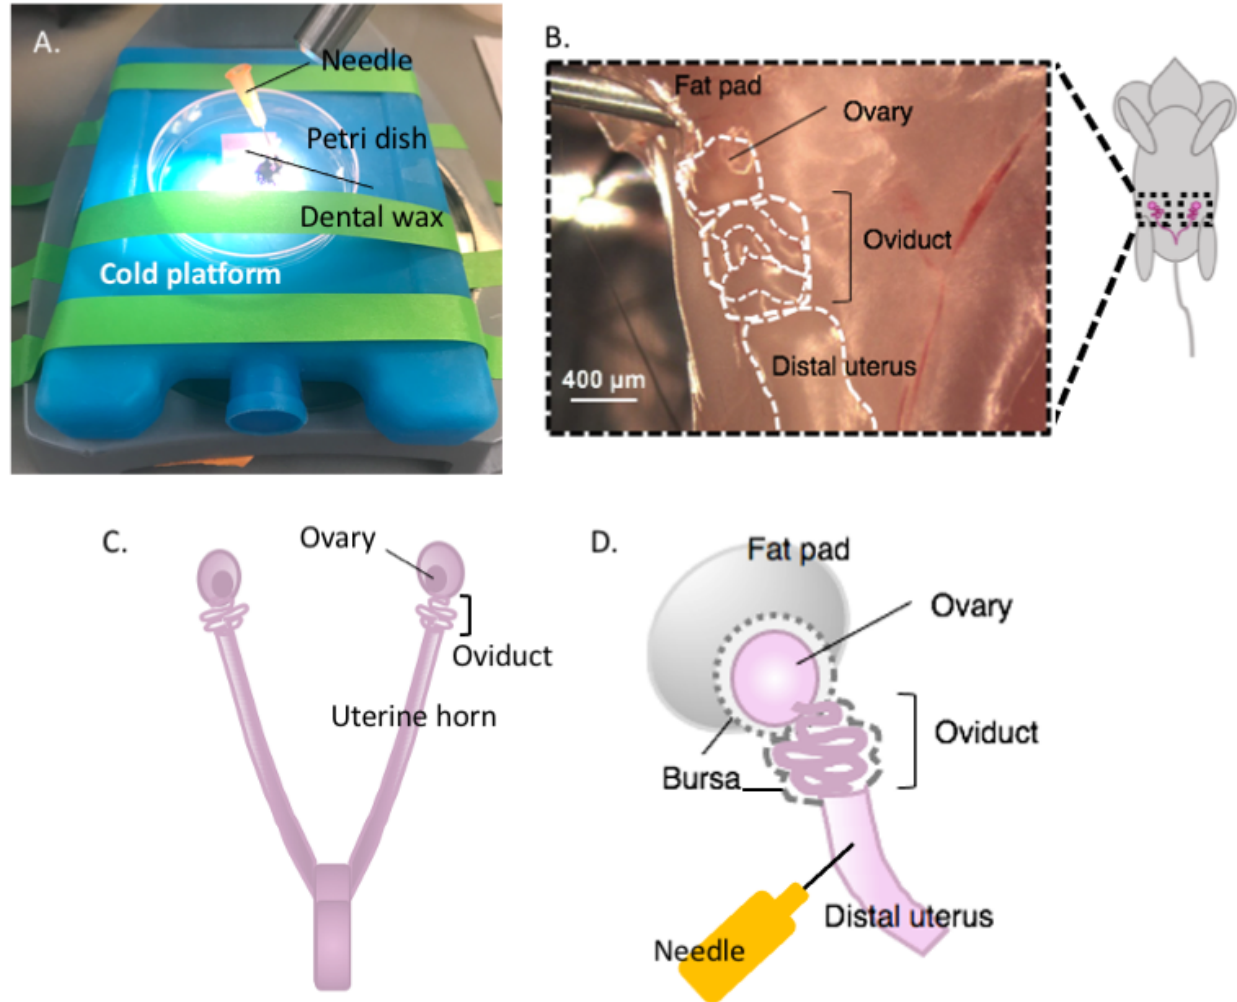 A.
Needle
Petri dish
Dental wax
Cold platform
B.
Fat pad
Ovary
Oviduct
Distal uterus
400 µm
C.
Ovary
Oviduct
Uterine horn
D.
Fat pad
Ovary
Oviduct
Bursa
Distal uterus
Needle